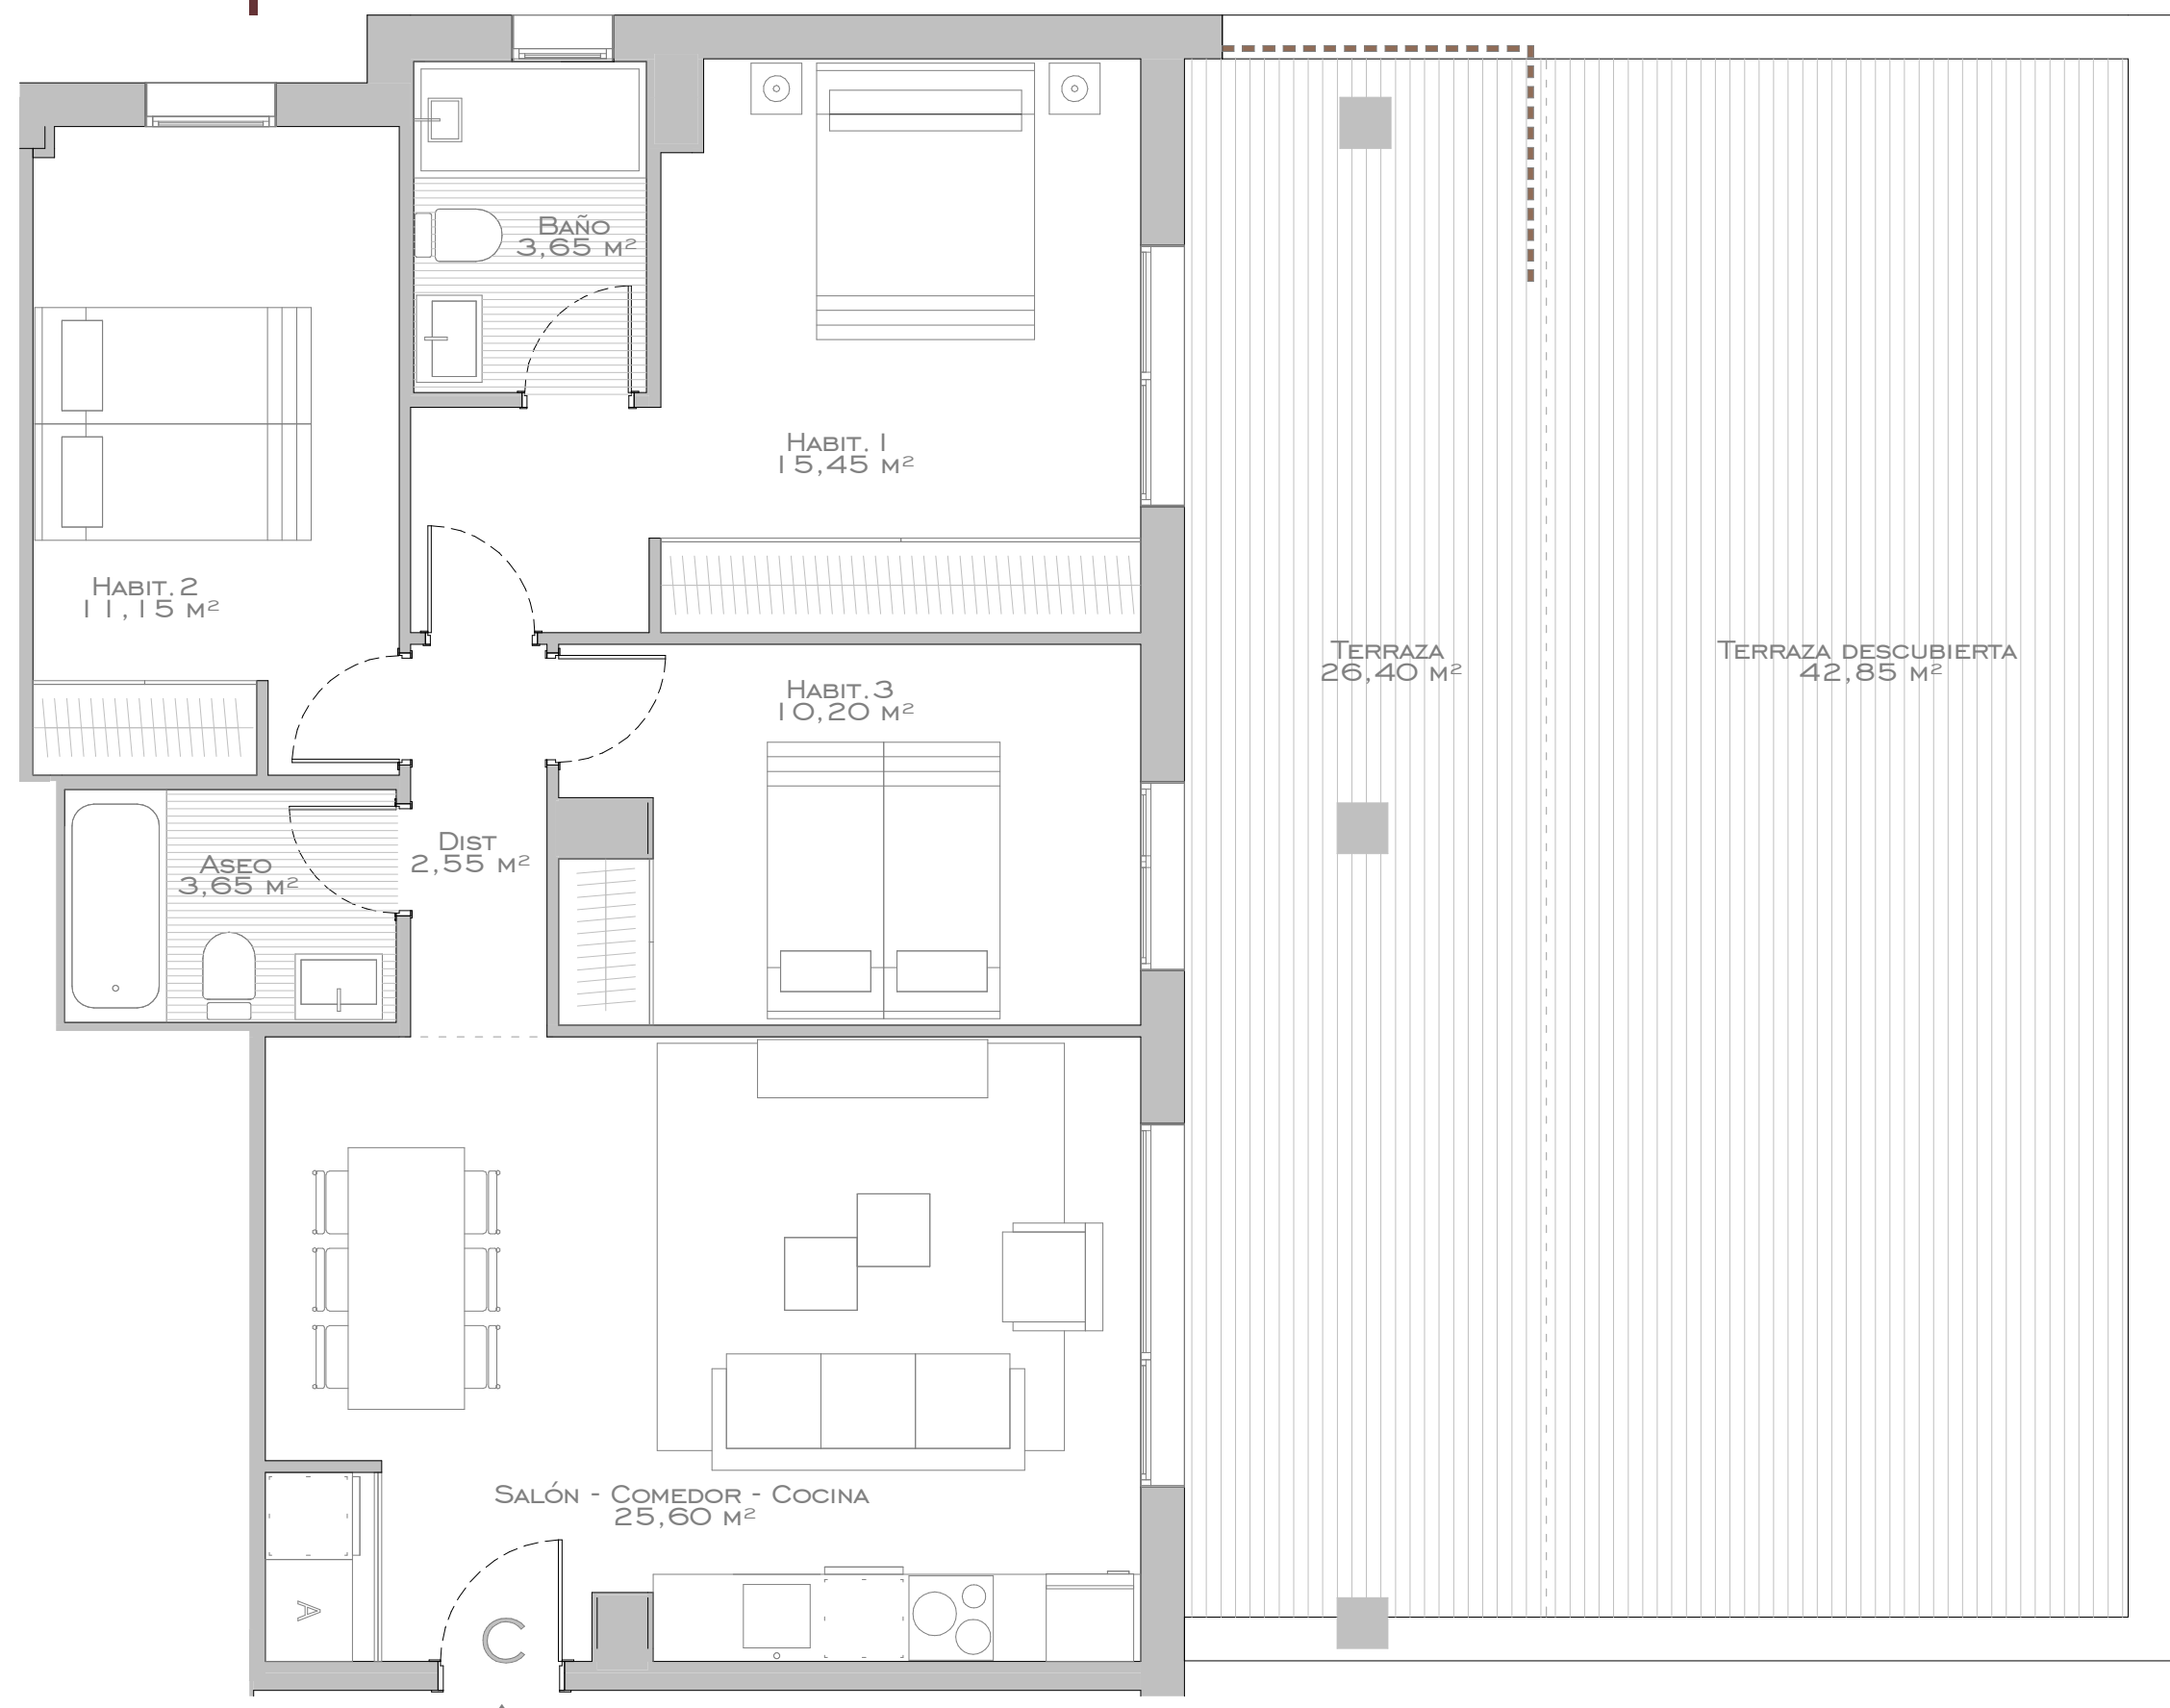 Baño
3,65 m²
Habit. 1
15,45 m²
Habit. 2
11,15 m²
Terraza
26,40 m²
Terraza descubierta
42,85 m²
Habit. 3
10,20 m²
Dist
2,55 m²
Aseo
3,65 m²
Salón - Comedor - Cocina
25,60 m²
A
C